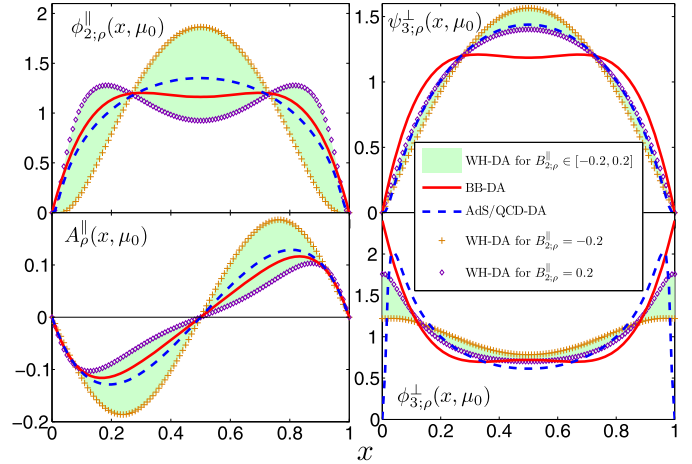 φ∥2;ρ(x, μ0)
ψ⊥3;ρ(x, μ0)
2
1.5
1
0.5
0
1.5
1
0.5
0
WH-DA for B∥2;ρ ∈ [−0.2, 0.2]
BB-DA
AdS/QCD-DA
WH-DA for B∥2;ρ = −0.2
WH-DA for B∥2;ρ = 0.2
A∥ρ(x, μ0)
φ⊥3;ρ(x, μ0)
0.1
0
−0.1
−0.2
2
1.5
1
0.5
0
0 0.2 0.4 0.6 0.8 1
0 0.2 0.4 0.6 0.8 1
x